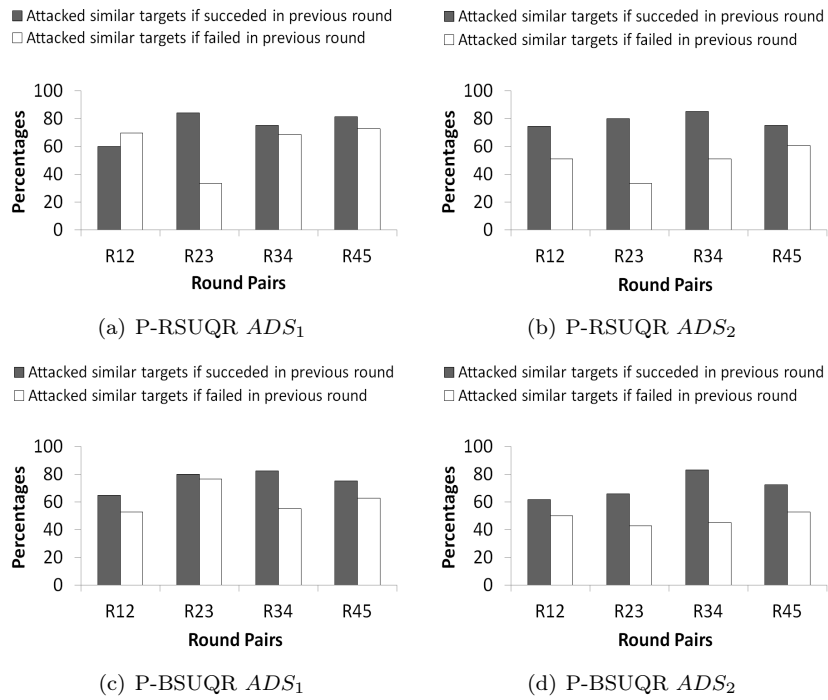 Attacked similar targets if succeded in previous round
Attacked similar targets if failed in previous round
100
80
60
40
20
0
Percentages
R12 R23 R34 R45
Round Pairs
(a) P-RSUQR ADS1
Attacked similar targets if succeded in previous round
Attacked similar targets if failed in previous round
100
80
60
40
20
0
Percentages
R12 R23 R34 R45
Round Pairs
(b) P-RSUQR ADS2
Attacked similar targets if succeded in previous round
Attacked similar targets if failed in previous round
100
80
60
40
20
0
Percentages
R12 R23 R34 R45
Round Pairs
(c) P-BSUQR ADS1
Attacked similar targets if succeded in previous round
Attacked similar targets if failed in previous round
100
80
60
40
20
0
Percentages
R12 R23 R34 R45
Round Pairs
(d) P-BSUQR ADS2